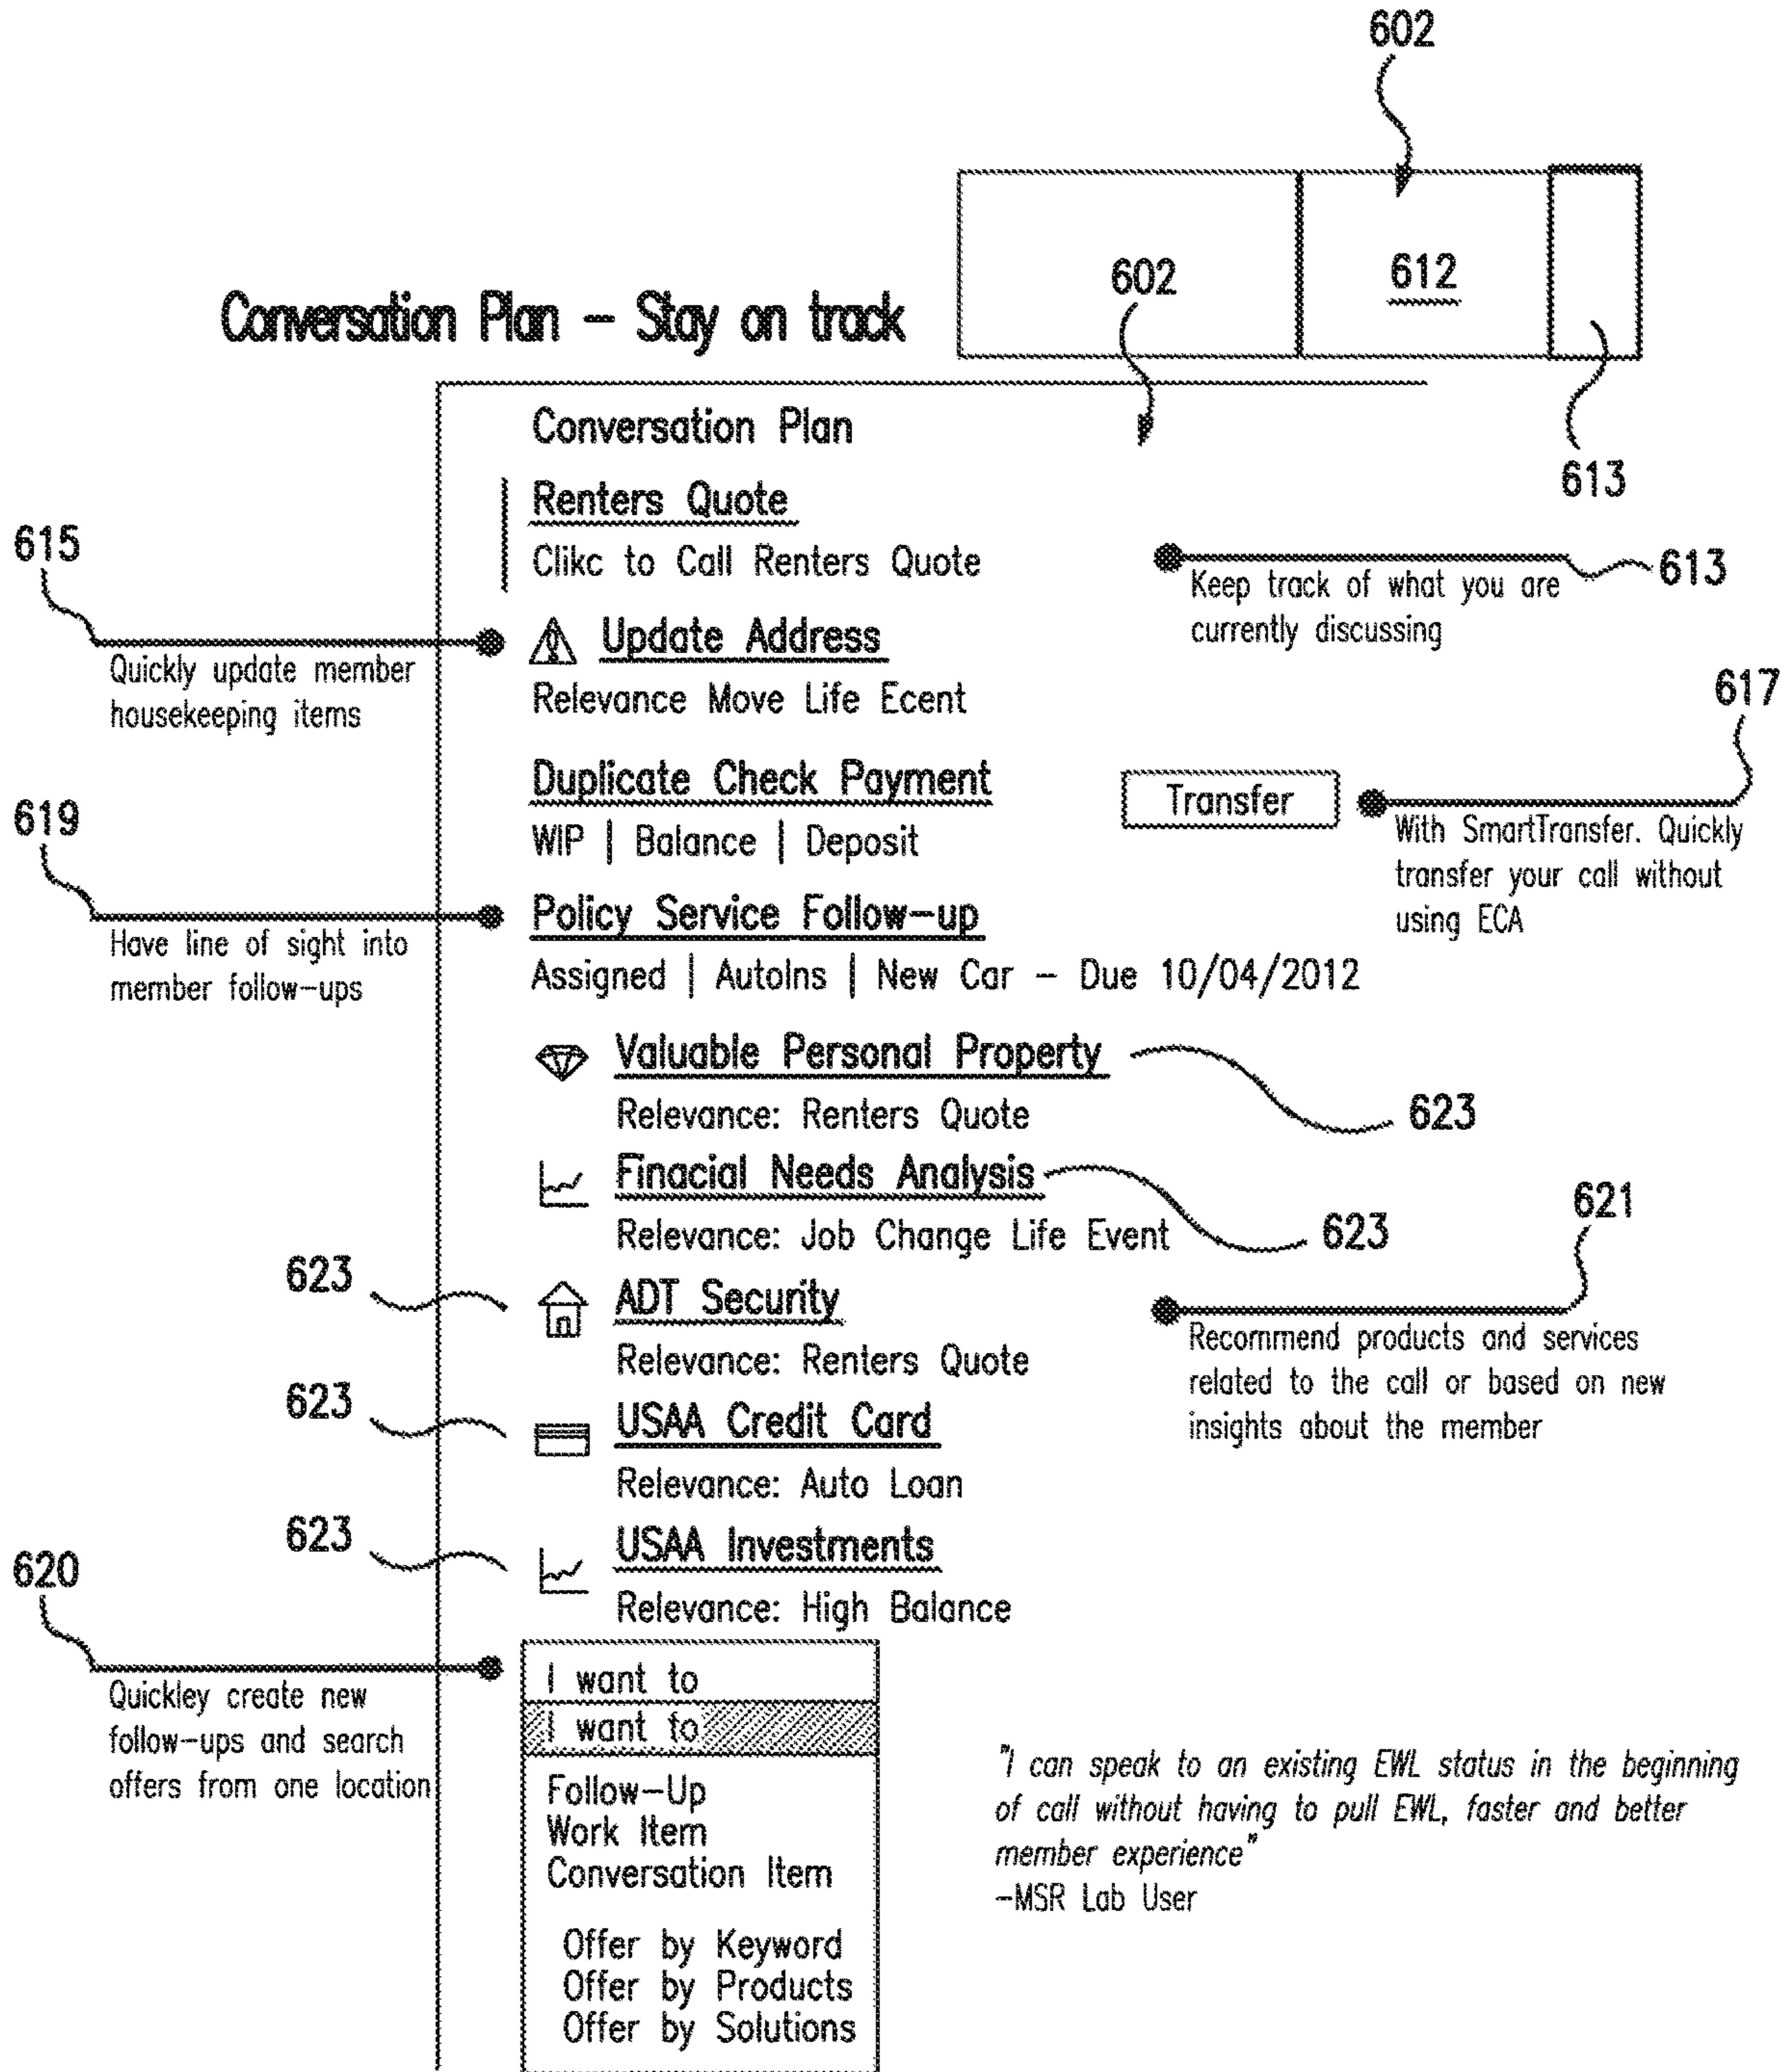 602
602
612
Conversation Plan – Stay on track
613
Conversation Plan
Renters Quote
Clikc to Call Renters Quote
613
Keep track of what you are
currently discussing
615
Quickly update member
housekeeping items
Update Address
Relevance Move Life Ecent
617
Duplicate Check Payment
WIP | Balance | Deposit
Transfer
With SmartTransfer. Quickly
transfer your call without
using ECA
619
Have line of sight into
member follow-ups
Policy Service Follow-up
Assigned | AutoIns | New Car – Due 10/04/2012
Valuable Personal Property
Relevance: Renters Quote
623
Finacial Needs Analysis
Relevance: Job Change Life Event
623
621
623
ADT Security
Relevance: Renters Quote
Recommend products and services
related to the call or based on new
insights about the member
623
USAA Credit Card
Relevance: Auto Loan
623
USAA Investments
Relevance: High Balance
620
Quickley create new
follow-ups and search
offers from one location
I want to
I want to
Follow-Up
Work Item
Conversation Item
Offer by Keyword
Offer by Products
Offer by Solutions
"I can speak to an existing EWL status in the beginning
of call without having to pull EWL, faster and better
member experience"
-MSR Lab User